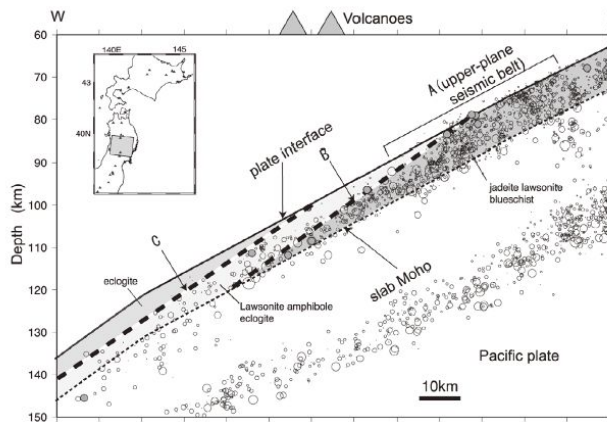 W
Volcanoes
140E 145
43
40N
60
70
80
90
100
110
120
130
140
150
Depth (km)
A (upper-plane
seismic belt)
plate interface
B
C
jadeite lawsonite
blueschist
slab Moho
eclogite
Lawsonite amphibole
eclogite
Pacific plate
10km